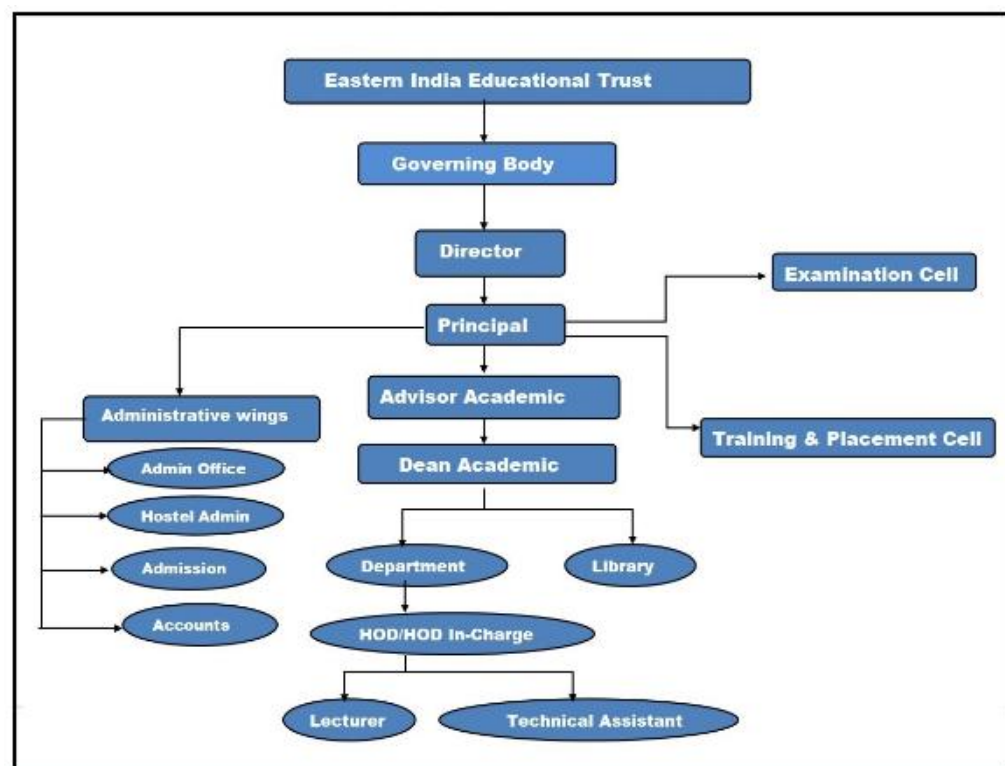 Eastern India Educational Trust
Governing Body
Director
Examination Cell
Principal
Advisor Academic
Administrative wings
Training & Placement Cell
Dean Academic
Admin Office
Hostel Admin
Department
Library
Admission
Accounts
HOD/HOD In-Charge
Lecturer
Technical Assistant